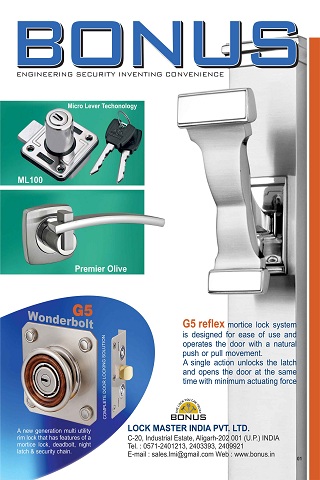 BONUS
ENGINEERING SECURITY INVENTING CONVENIENCE
Micro Lever Techonology
ML100
Premier Olive
G5
Wonderbolt
COMPLETE DOOR LOCKING SOLUTION
A new generation multi utility
rim lock that has features of a
mortice lock, deadbolt, night
latch & security chain.
G5 reflex mortice lock system
is designed for ease of use and
operates the door with a natural
push or pull movement.
A single action unlocks the latch
and opens the door at the same
time with minimum actuating force
BONUS
LOCK MASTER INDIA PVT. LTD.
C-20, Industrial Estate, Aligarh-202 001 (U.P.) INDIA
Tel. : 0571-2401213, 2403393, 2409921
E-mail : sales.lmi@gmail.com Web : www.bonus.in